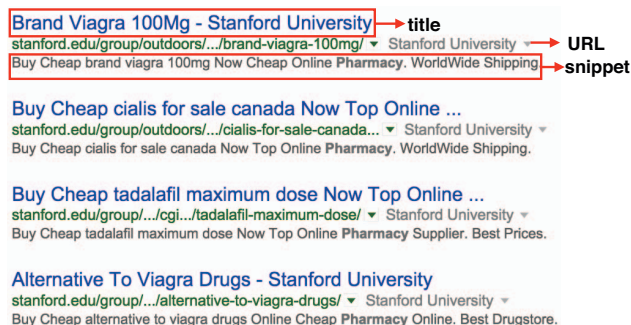 Brand Viagra 100Mg - Stanford University title
stanford.edu/group/outdoors/.../brand-viagra-100mg/ ▾ Stanford University ▾ URL
Buy Cheap brand viagra 100mg Now Cheap Online Pharmacy. WorldWide Shipping. snippet
Buy Cheap cialis for sale canada Now Top Online ...
stanford.edu/group/outdoors/.../cialis-for-sale-canada... ▾ Stanford University ▾
Buy Cheap cialis for sale canada Now Top Online Pharmacy. WorldWide Shipping.
Buy Cheap tadalafil maximum dose Now Top Online ...
stanford.edu/group/.../cgi.../tadalafil-maximum-dose/ ▾ Stanford University ▾
Buy Cheap tadalafil maximum dose Now Top Online Pharmacy Supplier. Best Prices.
Alternative To Viagra Drugs - Stanford University
stanford.edu/group/.../alternative-to-viagra-drugs/ ▾ Stanford University ▾
Buy Cheap alternative to viagra drugs Online Cheap Pharmacy Online. Best Drugstore.